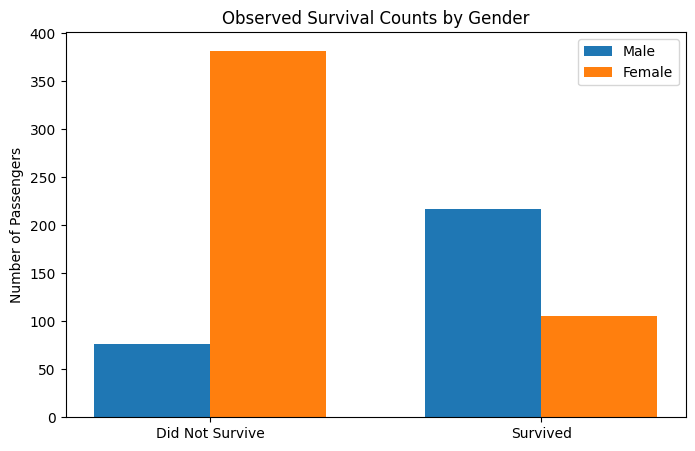 Observed Survival Counts by Gender
Male
Female
Number of Passengers
400
350
300
250
200
150
100
50
0
Did Not Survive
Survived